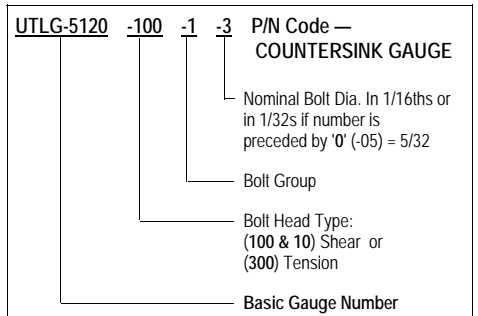 UTLG-5120 -100 -1 -3 P/N Code —
COUNTERSINK GAUGE
Nominal Bolt Dia. In 1/16ths or
in 1/32s if number is
preceded by '0' (-05) = 5/32
Bolt Group
Bolt Head Type:
(100 & 10) Shear or
(300) Tension
Basic Gauge Number